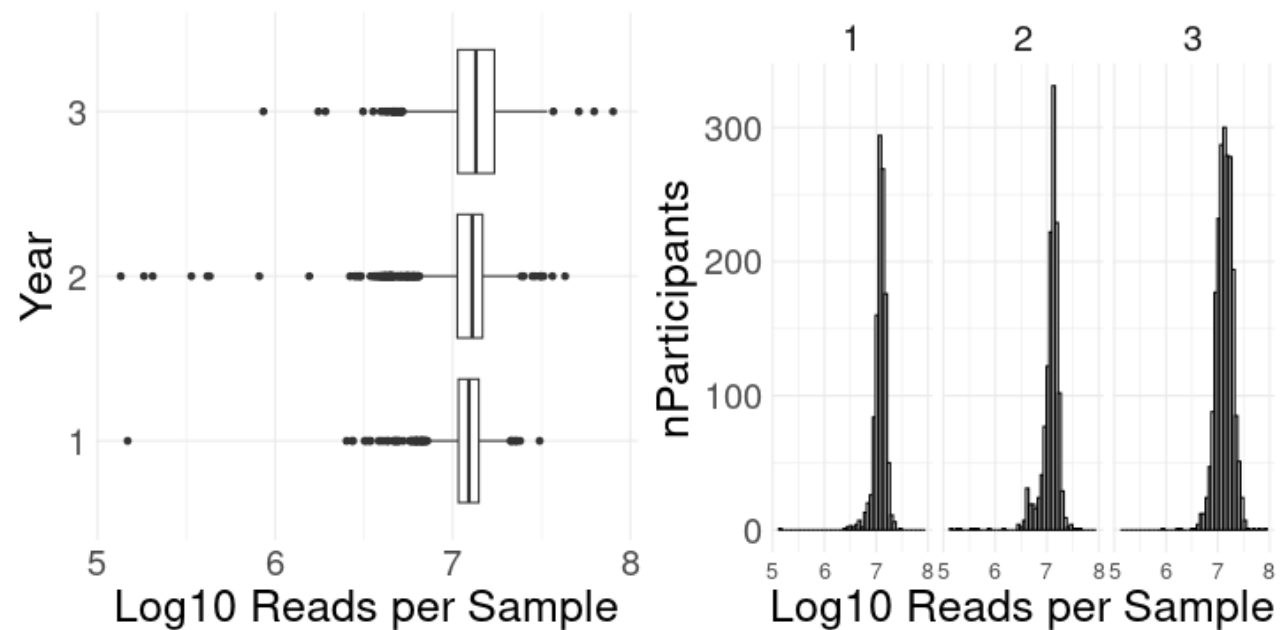 3
2
1
Year
5 6 7 8
Log10 Reads per Sample
1 2 3
300
200
100
0
nParticipants
5 6 7 8 5 6 7 8 5 6 7 8
Log10 Reads per Sample